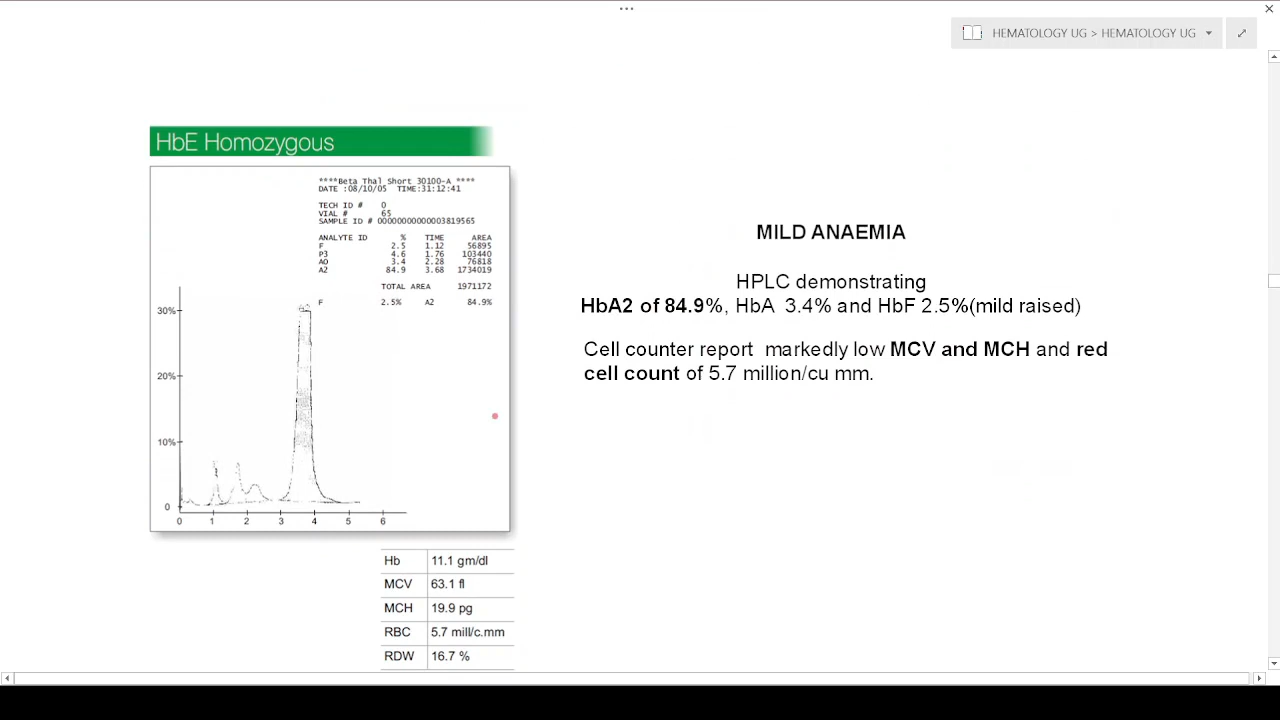 HEMATOLOGY UG > HEMATOLOGY UG
HbE Homozygous
****Beta Thal Short 30100-A ****
DATE :08/10/05 TIME:31:12:41
TECH ID # 0
VIAL # 65
SAMPLE ID # 0000000000003819565
ANALYTE ID % TIME AREA
F 2.5 1.12 56895
P3 4.6 1.76 103440
AO 3.4 2.28 76818
A2 84.9 3.68 1734019
TOTAL AREA 1971172
F 2.5% A2 84.9%
30%
20%
10%
0
0 1 2 3 4 5 6
Hb 11.1 gm/dl
MCV 63.1 fl
MCH 19.9 pg
RBC 5.7 mill/c.mm
RDW 16.7 %
MILD ANAEMIA
HPLC demonstrating
HbA2 of 84.9%, HbA 3.4% and HbF 2.5%(mild raised)
Cell counter report markedly low MCV and MCH and red
cell count of 5.7 million/cu mm.